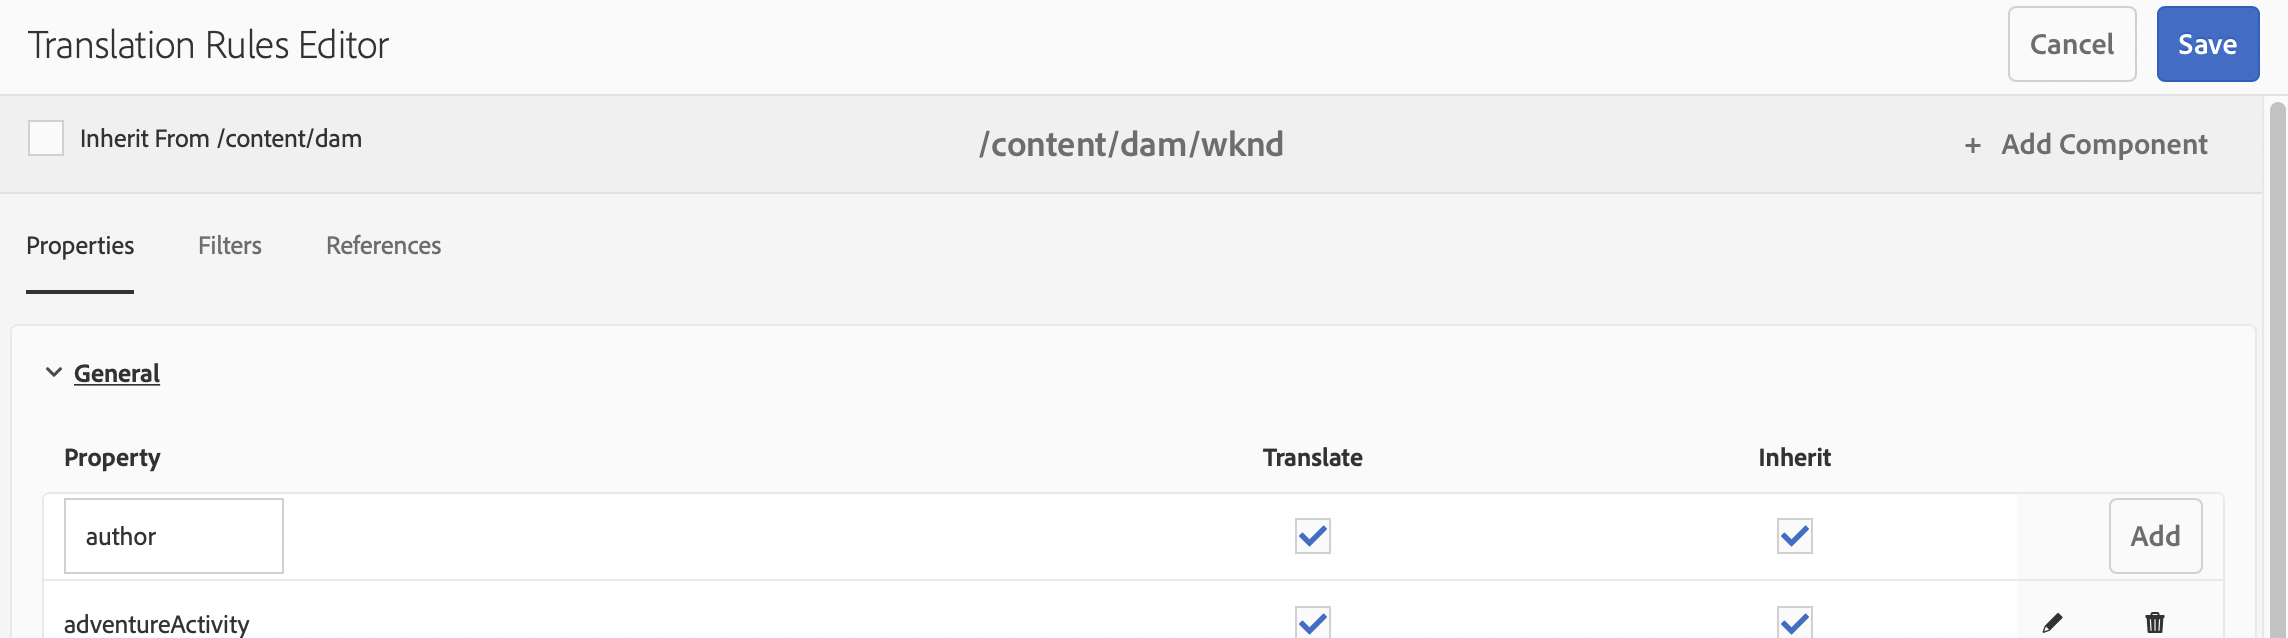 Translation Rules Editor
Cancel
Save
Inherit From /content/dam
/content/dam/wknd
+ Add Component
Properties
Filters
References
General
Property
Translate
Inherit
author
Add
adventureActivity